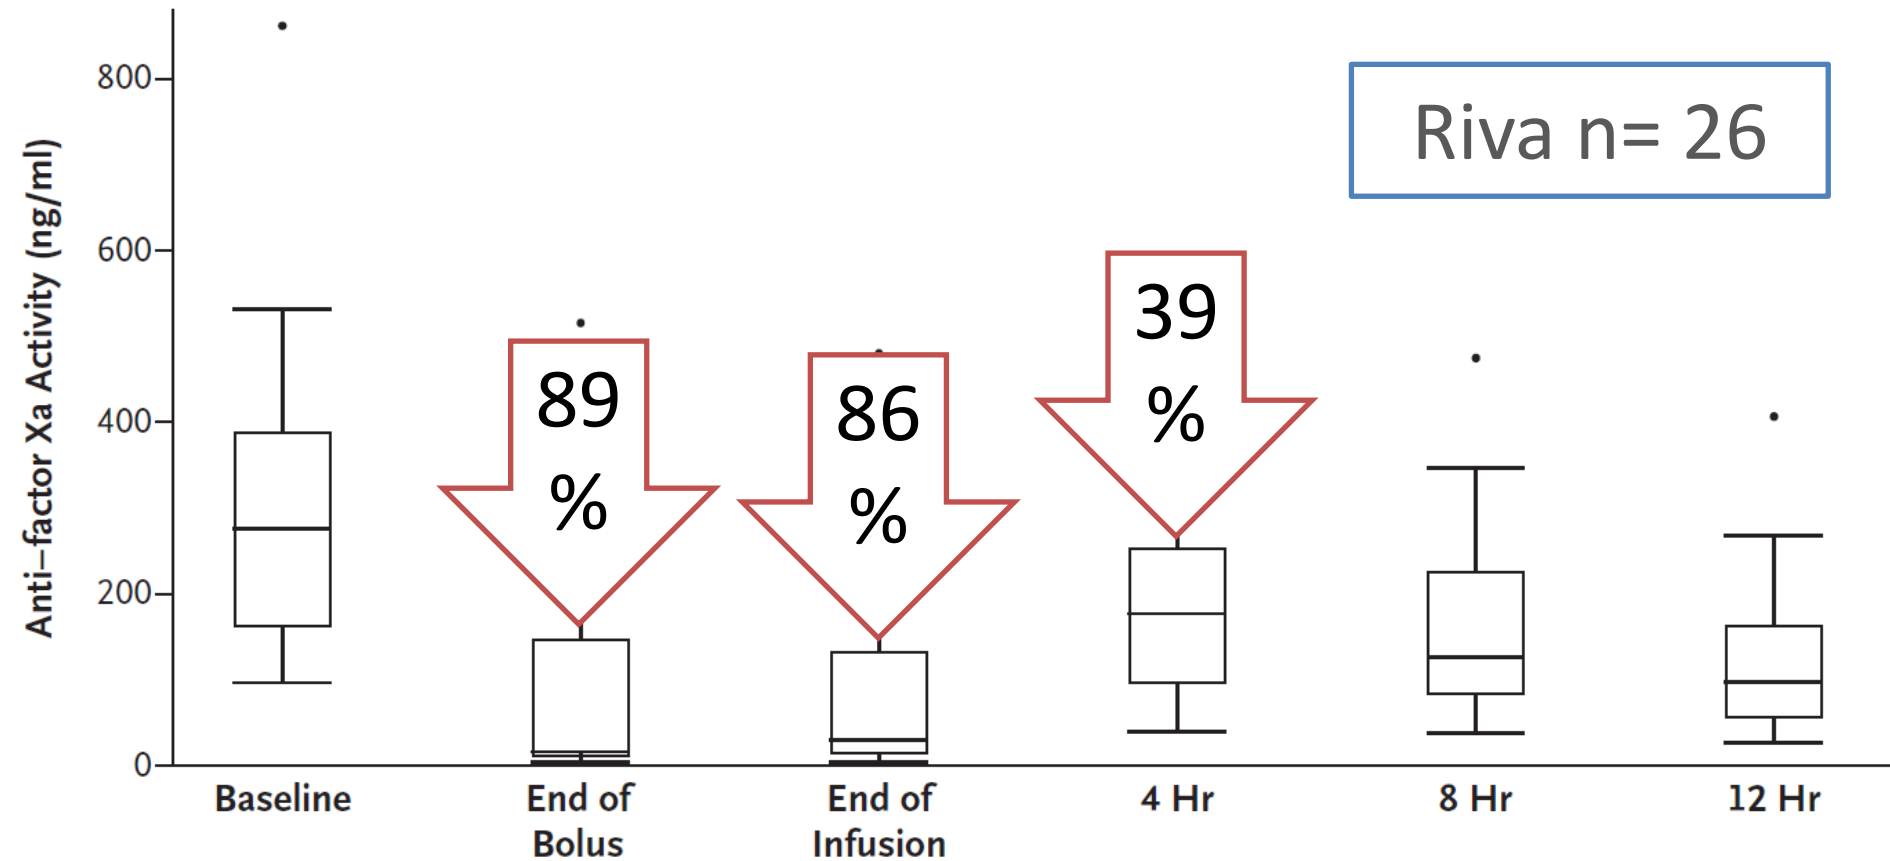 Anti–factor Xa Activity (ng/ml)
800
600
400
200
0
Riva n= 26
89
%
86
%
39
%
Baseline
End of
Bolus
End of
Infusion
4 Hr
8 Hr
12 Hr